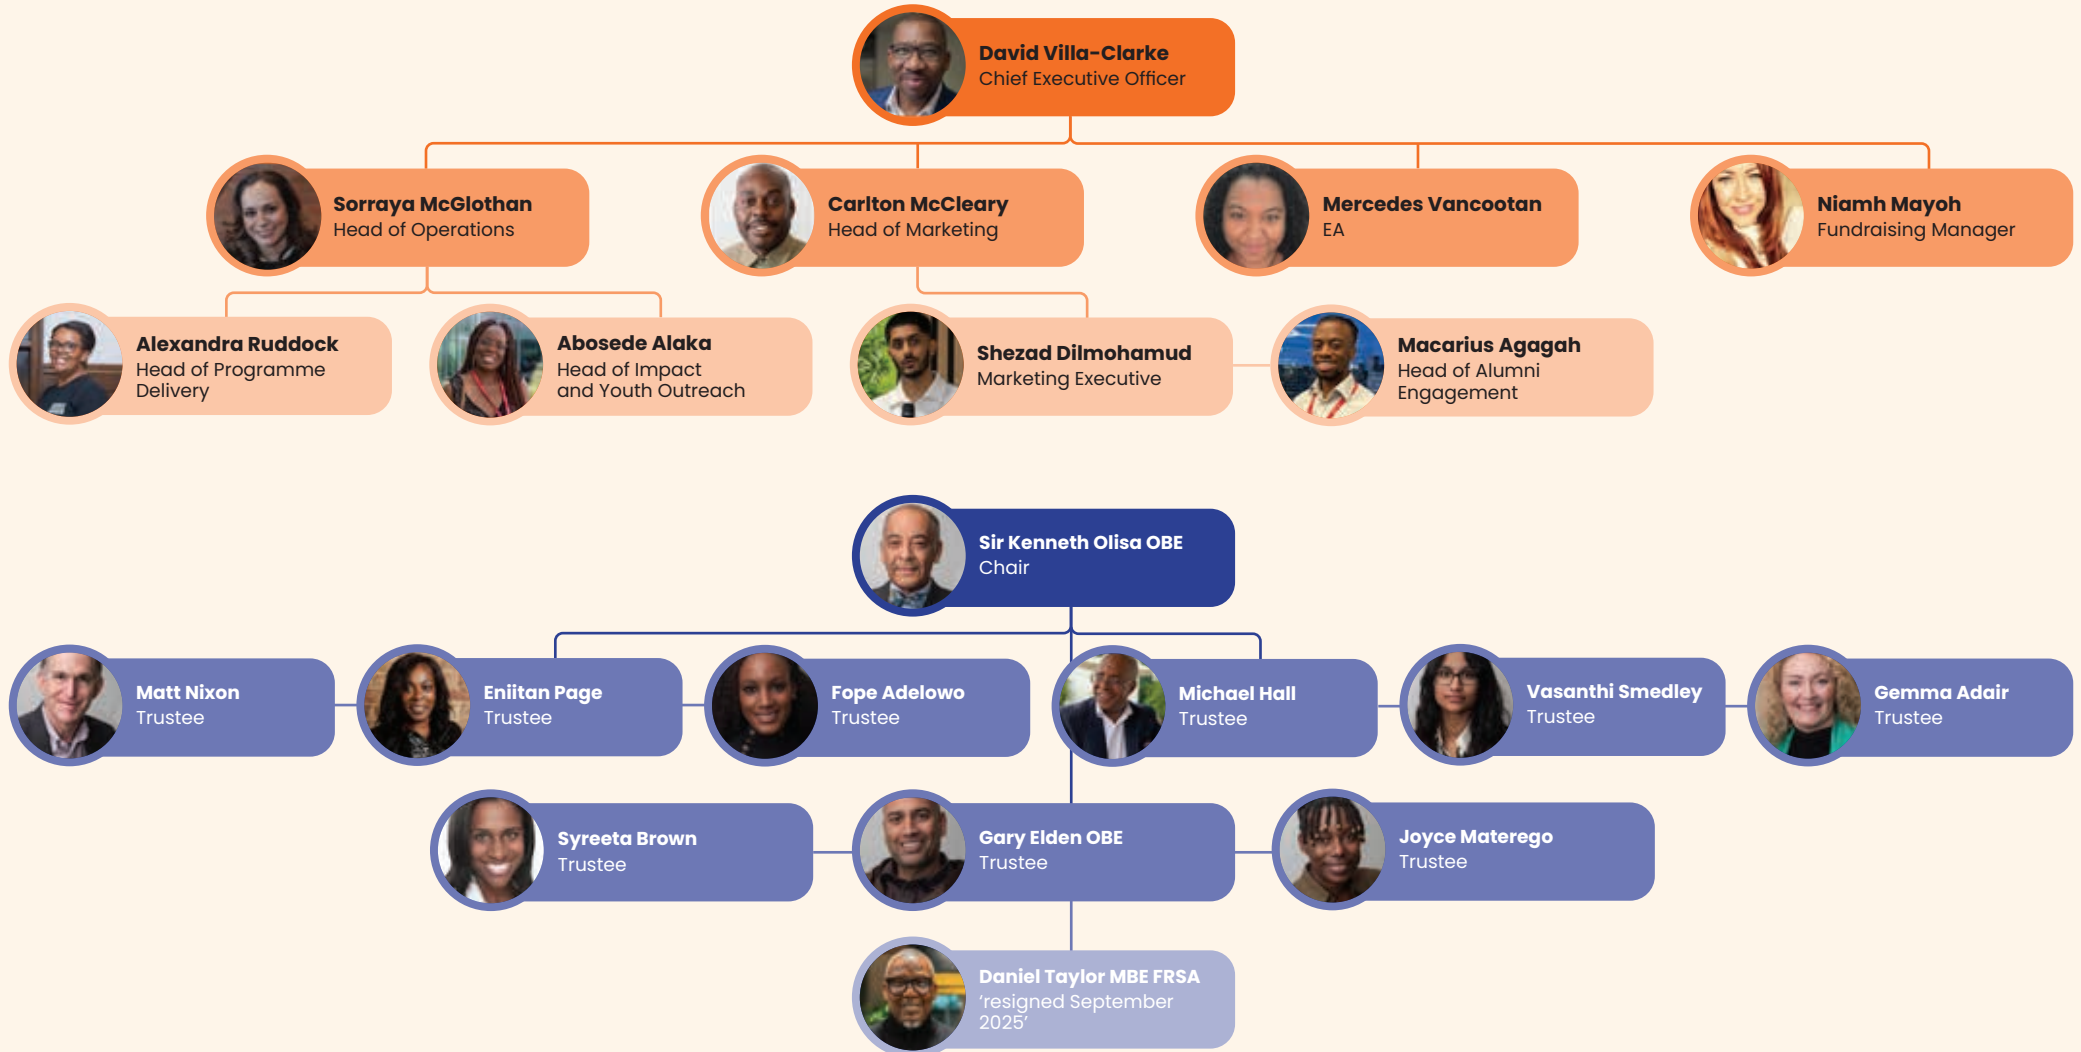 David Villa-Clarke
Chief Executive Officer
Sorraya McGlothan
Head of Operations
Carlton McCleary
Head of Marketing
Mercedes Vancootan
EA
Niamh Mayoh
Fundraising Manager
Alexandra Ruddock
Head of Programme
Delivery
Abosede Alaka
Head of Impact
and Youth Outreach
Shezad Dilmohamud
Marketing Executive
Macarius Agagah
Head of Alumni
Engagement
Sir Kenneth Olisa OBE
Chair
Matt Nixon
Trustee
Eniitan Page
Trustee
Fope Adelowo
Trustee
Michael Hall
Trustee
Vasanthi Smedley
Trustee
Gemma Adair
Trustee
Syreeta Brown
Trustee
Gary Elden OBE
Trustee
Joyce Materego
Trustee
Daniel Taylor MBE FRSA
‘resigned September
2025’